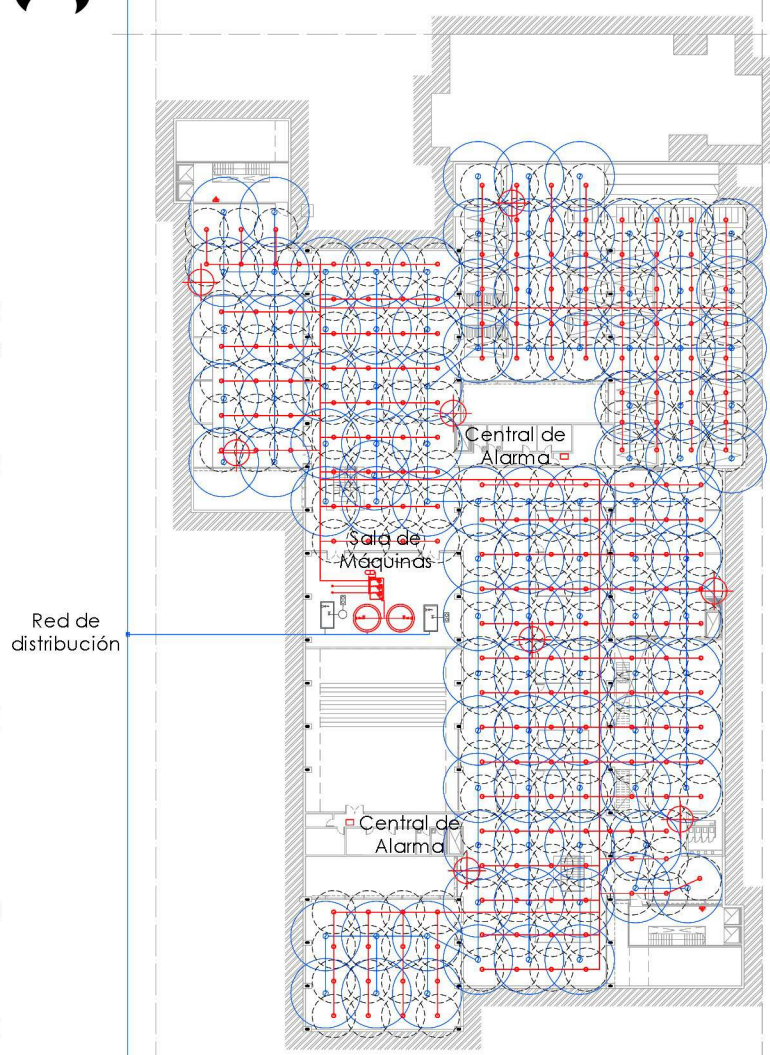 Central de
Alarma
Sala de
Máquinas
Red de
distribución
Central de
Alarma